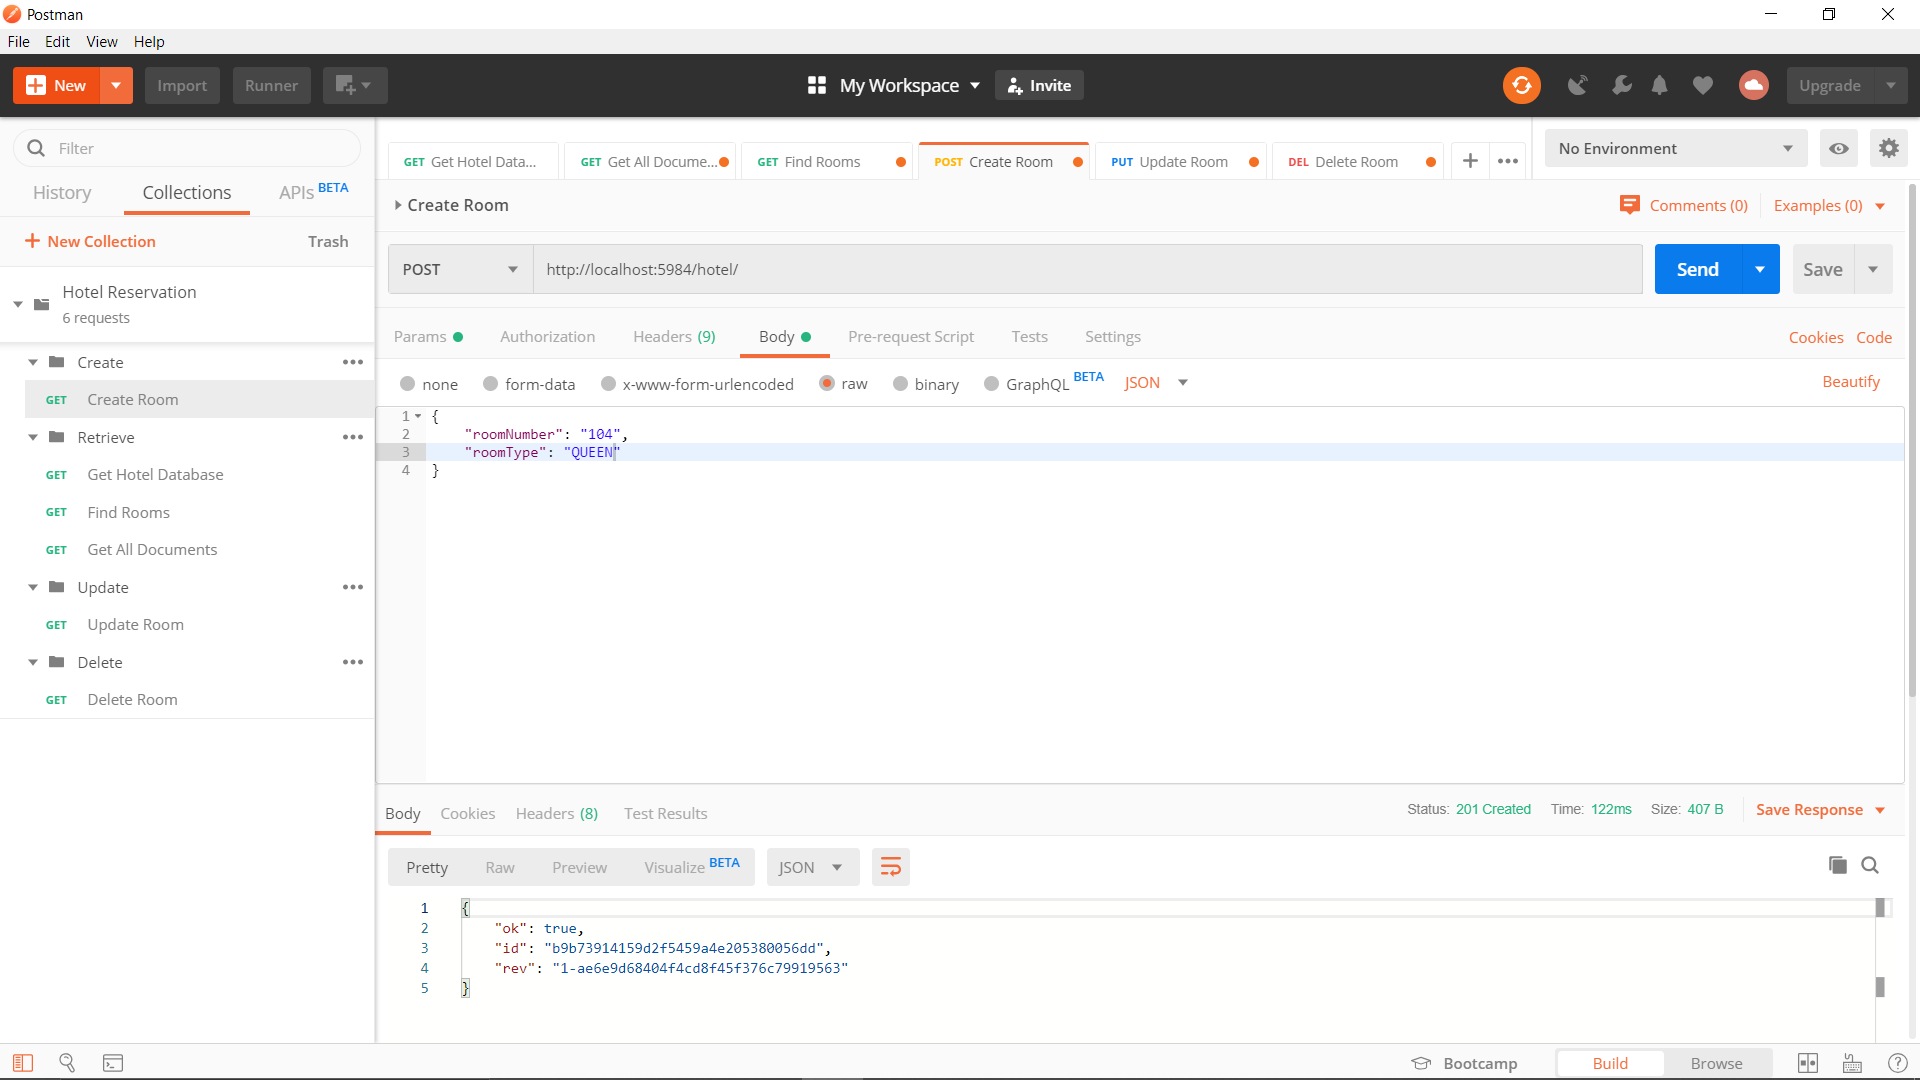 Postman
File Edit View Help
New Import Runner My Workspace Invite Upgrade
Filter
History Collections APIs BETA
+ New Collection Trash
Hotel Reservation
6 requests
Create
GET Create Room
Retrieve
GET Get Hotel Database
GET Find Rooms
GET Get All Documents
Update
GET Update Room
Delete
GET Delete Room
GET Get Hotel Data... GET Get All Docume... GET Find Rooms POST Create Room PUT Update Room DEL Delete Room
No Environment
Create Room Comments (0) Examples (0)
POST http://localhost:5984/hotel/ Send Save
Params Authorization Headers (9) Body Pre-request Script Tests Settings Cookies Code
none form-data x-www-form-urlencoded raw binary GraphQL BETA JSON Beautify
1 {
2 "roomNumber": "104",
3 "roomType": "QUEEN"
4 }
Body Cookies Headers (8) Test Results Status: 201 Created Time: 122ms Size: 407 B Save Response
Pretty Raw Preview Visualize BETA JSON
1 {
2 "ok": true,
3 "id": "b9b73914159d2f5459a4e205380056dd",
4 "rev": "1-ae6e9d68404f4cd8f45f376c79919563"
5 }
Bootcamp Build Browse